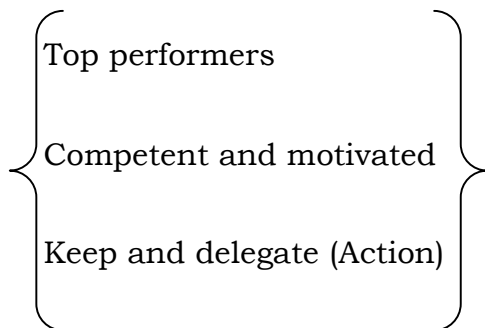 Top performers
Competent and motivated
Keep and delegate (Action)